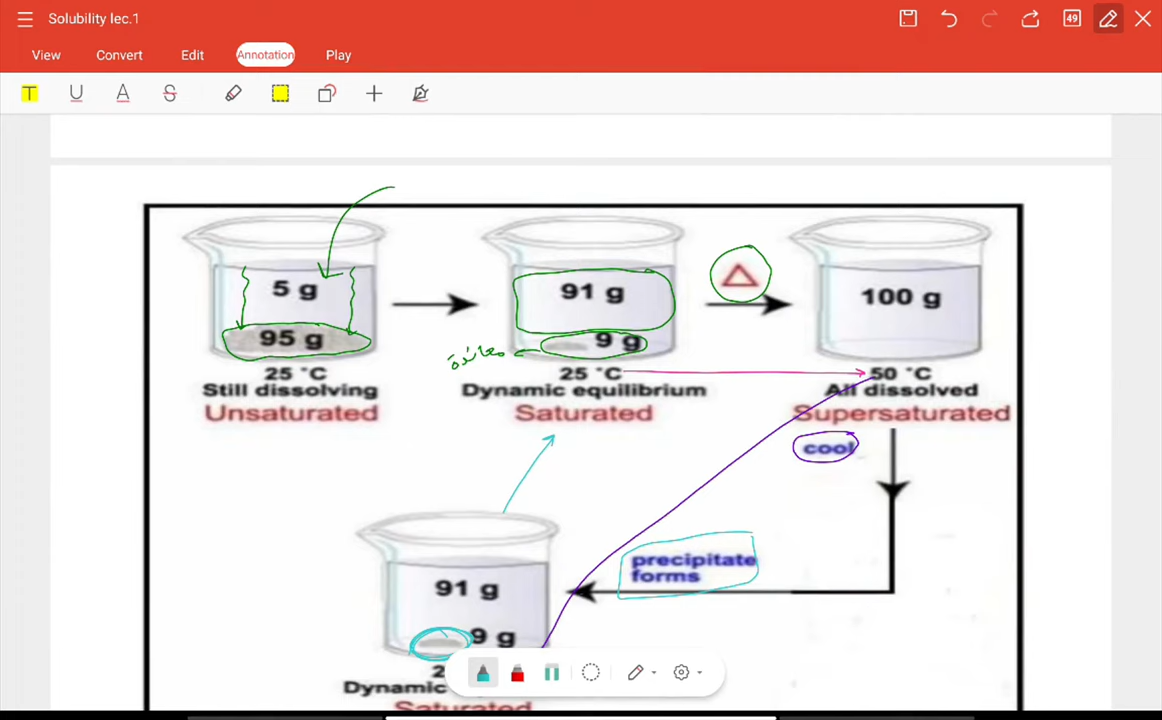 Solubility lec.1
49
View Convert Edit Annotation Play
T U A S
5 g
95 g
25 °C
Still dissolving
Unsaturated
91 g
9 g
25 °C
Dynamic equilibrium
Saturated
100 g
50 °C
All dissolved
Supersaturated
cool
precipitate
forms
91 g
9 g
Dynamic
Saturated